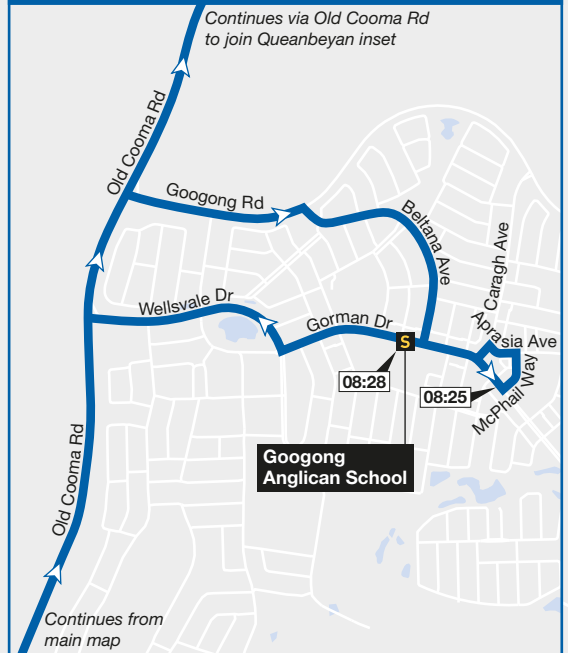 Continues via Old Cooma Rd
to join Queanbeyan inset
Old Cooma Rd
Googong Rd
Beltana Ave
Caragh Ave
Wellsvale Dr
Gorman Dr
Aprasia Ave
S
08:28
08:25
McPhail Way
Googong
Anglican School
Old Cooma Rd
Continues from
main map